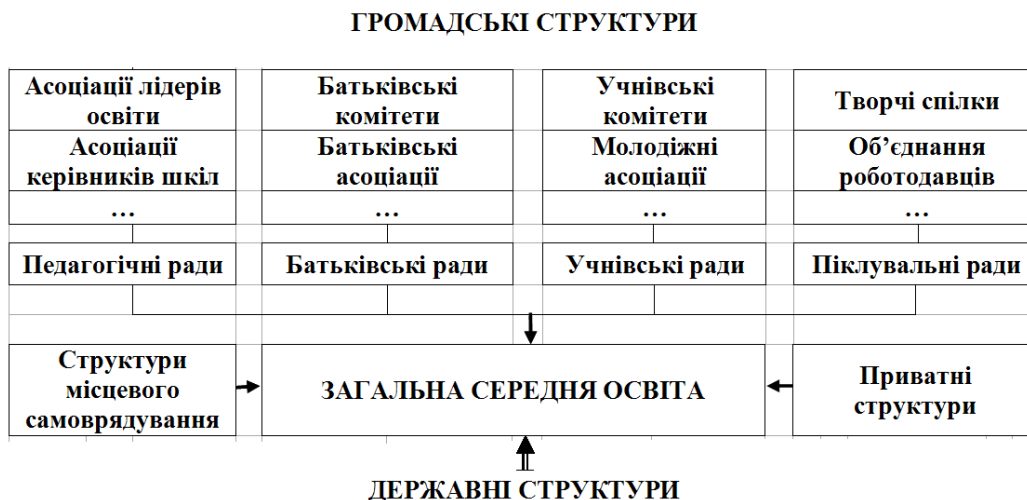 ГРОМАДСЬКІ СТРУКТУРИ
Асоціації лідерів
освіти
Батьківські
комітети
Учнівські
комітети
Творчі спілки
Асоціації
керівників шкіл
Батьківські
асоціації
Молодіжні
асоціації
Об’єднання
роботодавців
…
…
…
…
Педагогічні ради
Батьківські ради
Учнівські ради
Піклувальні ради
Структури
місцевого
самоврядування
ЗАГАЛЬНА СЕРЕДНЯ ОСВІТА
Приватні
структури
ДЕРЖАВНІ СТРУКТУРИ